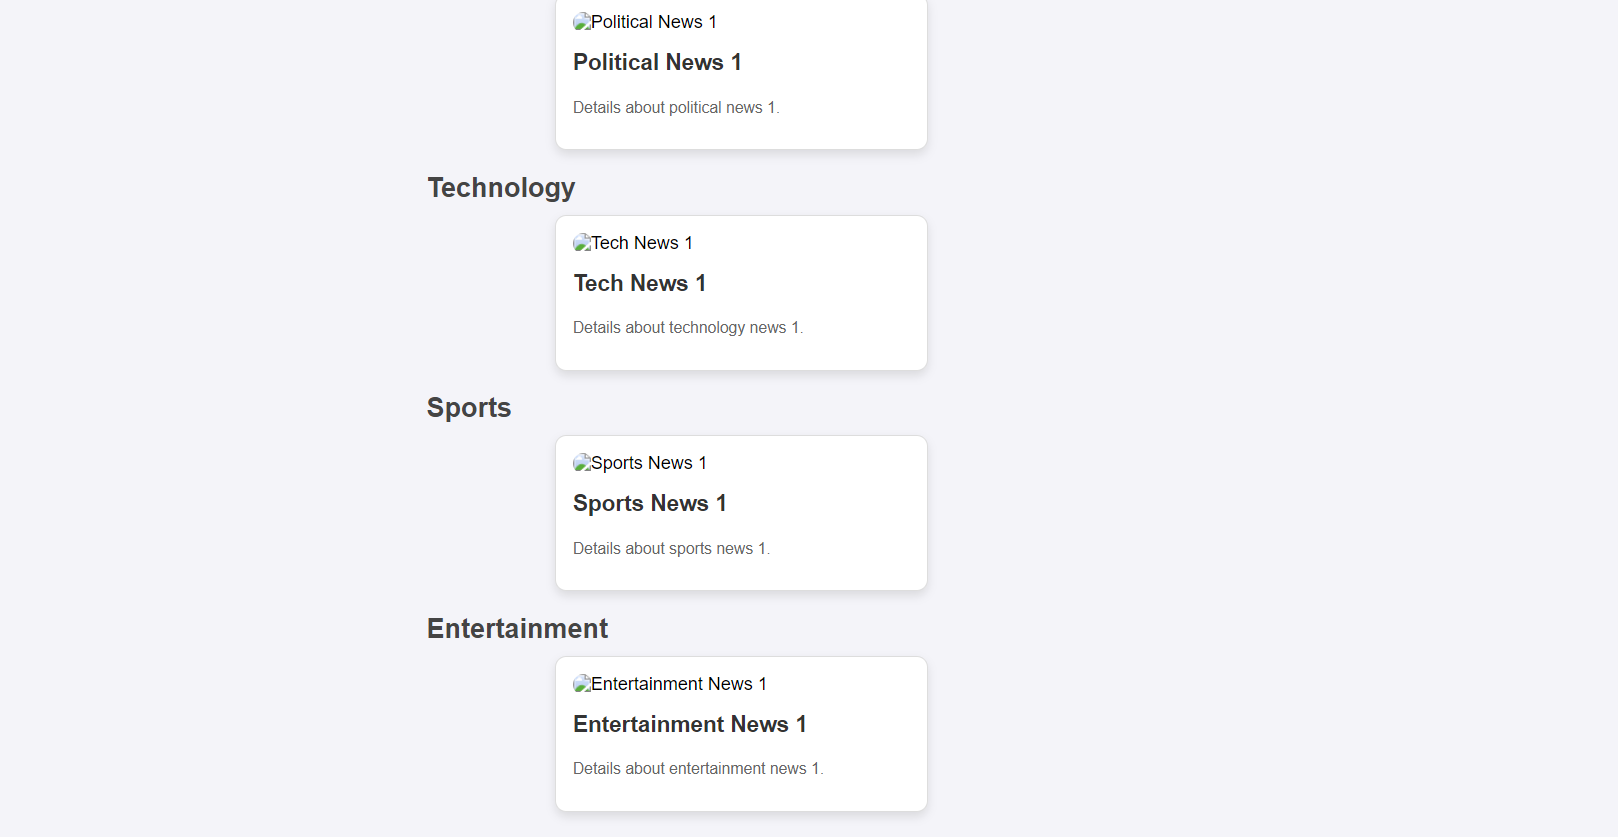 Political News 1
Political News 1
Details about political news 1.
Technology
Tech News 1
Tech News 1
Details about technology news 1.
Sports
Sports News 1
Sports News 1
Details about sports news 1.
Entertainment
Entertainment News 1
Entertainment News 1
Details about entertainment news 1.